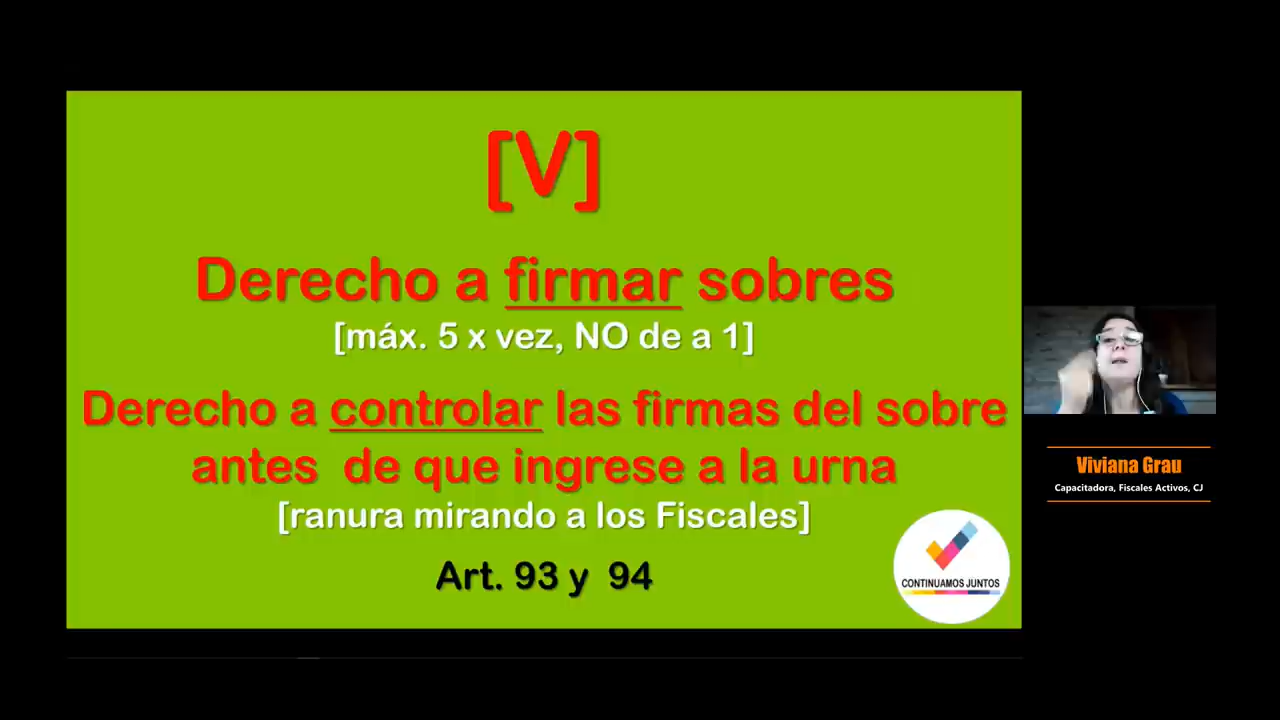 [V]
Derecho a firmar sobres
[máx. 5 x vez, NO de a 1]
Derecho a controlar las firmas del sobre
antes de que ingrese a la urna
[ranura mirando a los Fiscales]
Art. 93 y 94
CONTINUAMOS JUNTOS
Viviana Grau
Capacitadora, Fiscales Activos, CJ